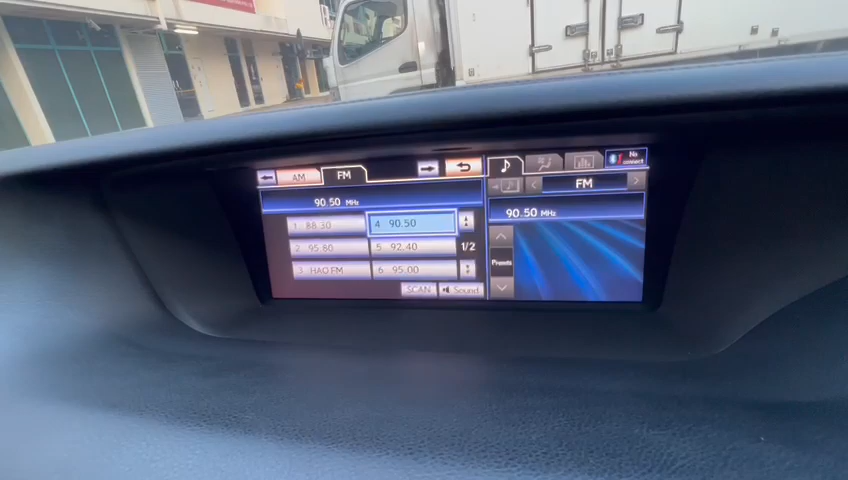 AM FM
No connect
FM
90.50 MHz
90.50 MHz
1 88.30 4 90.50
2 95.80 5 92.40 1/2
3 HAO FM 6 95.00
Presets
SCAN Sound